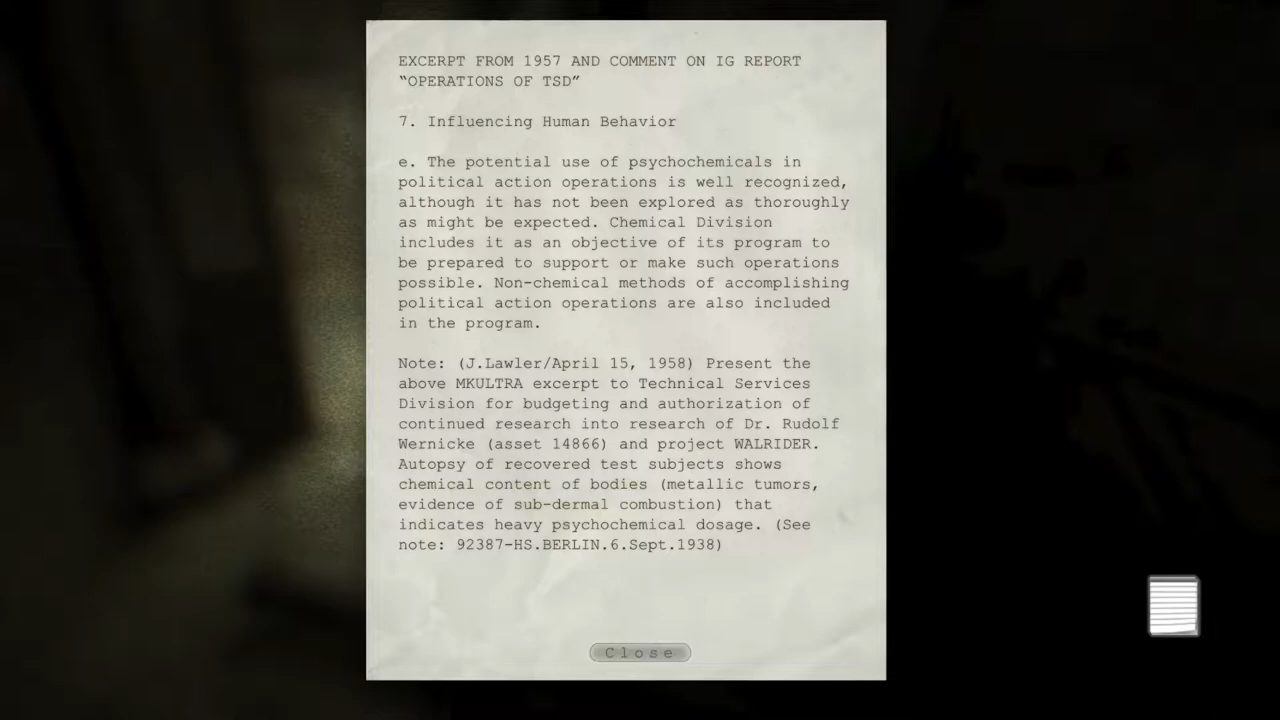 EXCERPT FROM 1957 AND COMMENT ON IG REPORT
“OPERATIONS OF TSD”
7. Influencing Human Behavior
e. The potential use of psychochemicals in
political action operations is well recognized,
although it has not been explored as thoroughly
as might be expected. Chemical Division
includes it as an objective of its program to
be prepared to support or make such operations
possible. Non-chemical methods of accomplishing
political action operations are also included
in the program.
Note: (J.Lawler/April 15, 1958) Present the
above MKULTRA excerpt to Technical Services
Division for budgeting and authorization of
continued research into research of Dr. Rudolf
Wernicke (asset 14866) and project WALRIDER.
Autopsy of recovered test subjects shows
chemical content of bodies (metallic tumors,
evidence of sub-dermal combustion) that
indicates heavy psychochemical dosage. (See
note: 92387-HS.BERLIN.6.Sept.1938)
Close